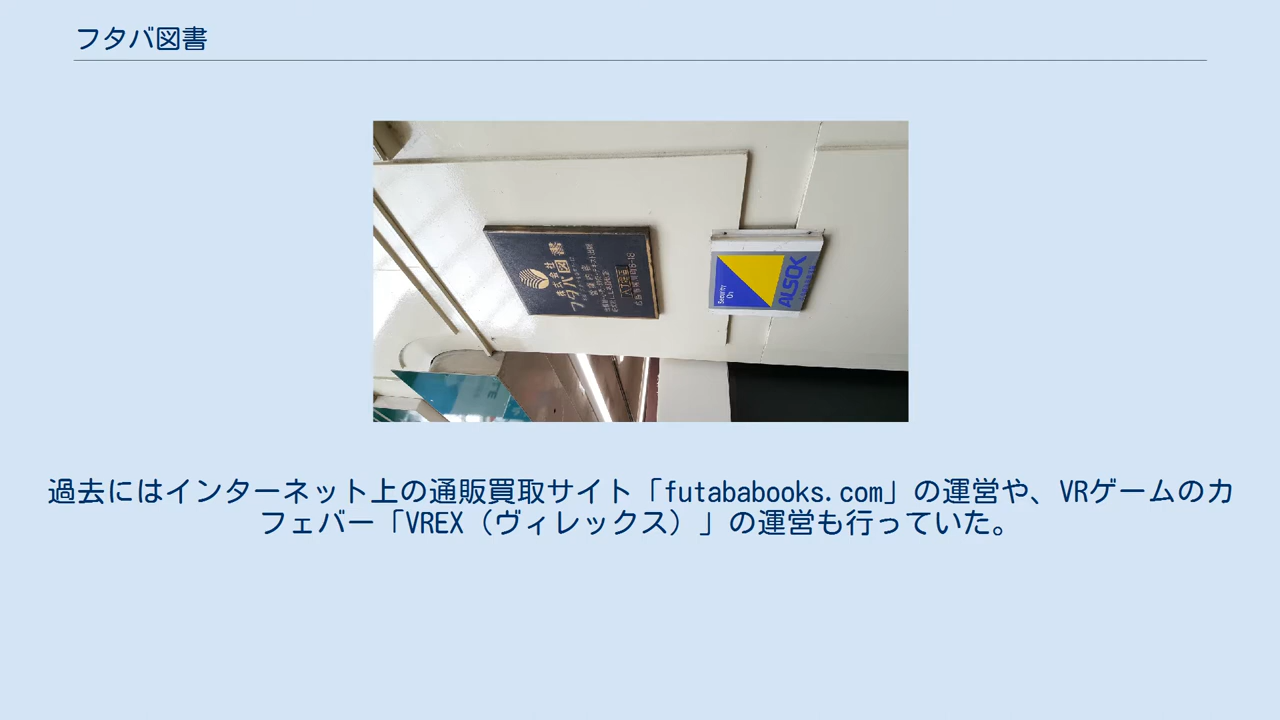 フタバ図書
株式会社
フタバ図書
Security
On
ALSOK
過去にはインターネット上の通販買取サイト「futababooks.com」の運営や、VRゲームのカ
フェバー「VREX（ヴィレックス）」の運営も行っていた。